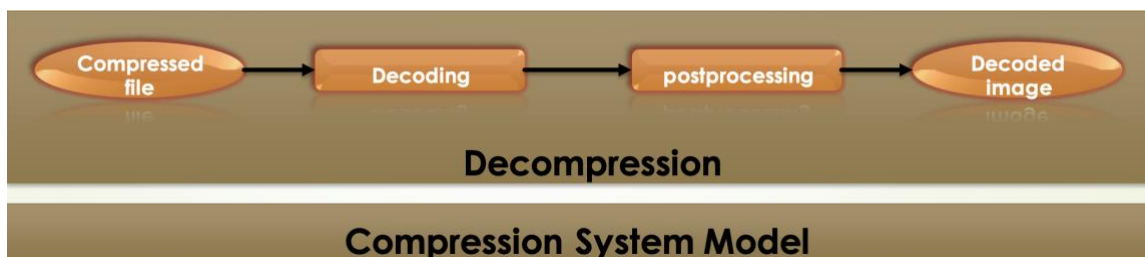 Compressed
file
Decoding
postprocessing
Decoded
image
Decompression
Compression System Model